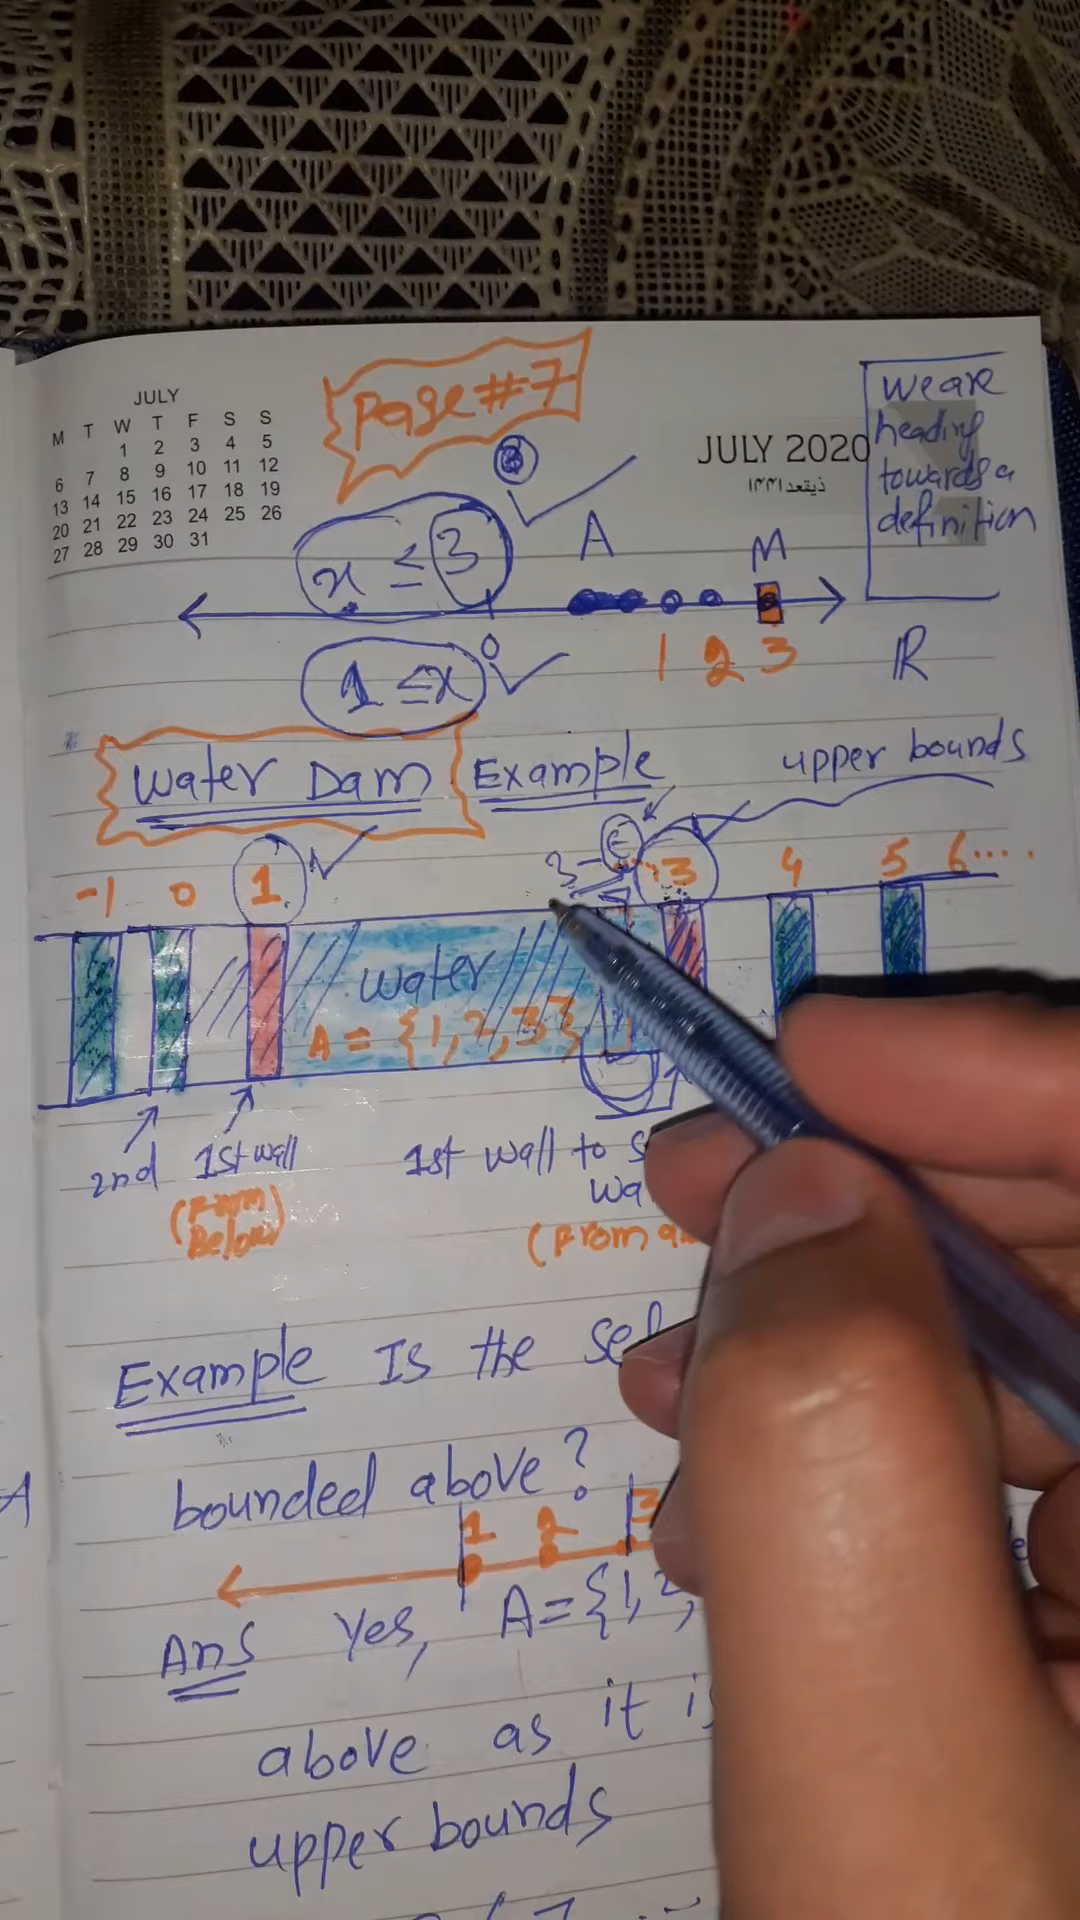 JULY
M T W T F S S
1 2 3 4 5
6 7 8 9 10 11 12
13 14 15 16 17 18 19
20 21 22 23 24 25 26
27 28 29 30 31
Page #7
JULY 2020
ذيقعد ١٤٤١
we are
heading
towards a
definition
x ≤ 3
A
M
0
1 2 3
R
1 ≤ x
Water Dam Example
upper bounds
3 - ε
-1 0 1 3 4 5 6....
water
A = {1,2,3}
2nd
1st wall
(From
Below)
1st wall to
(From
Example Is the
bounded above?
1 2 3
A
Ans Yes, A = {1, 2,
above as it
upper bounds